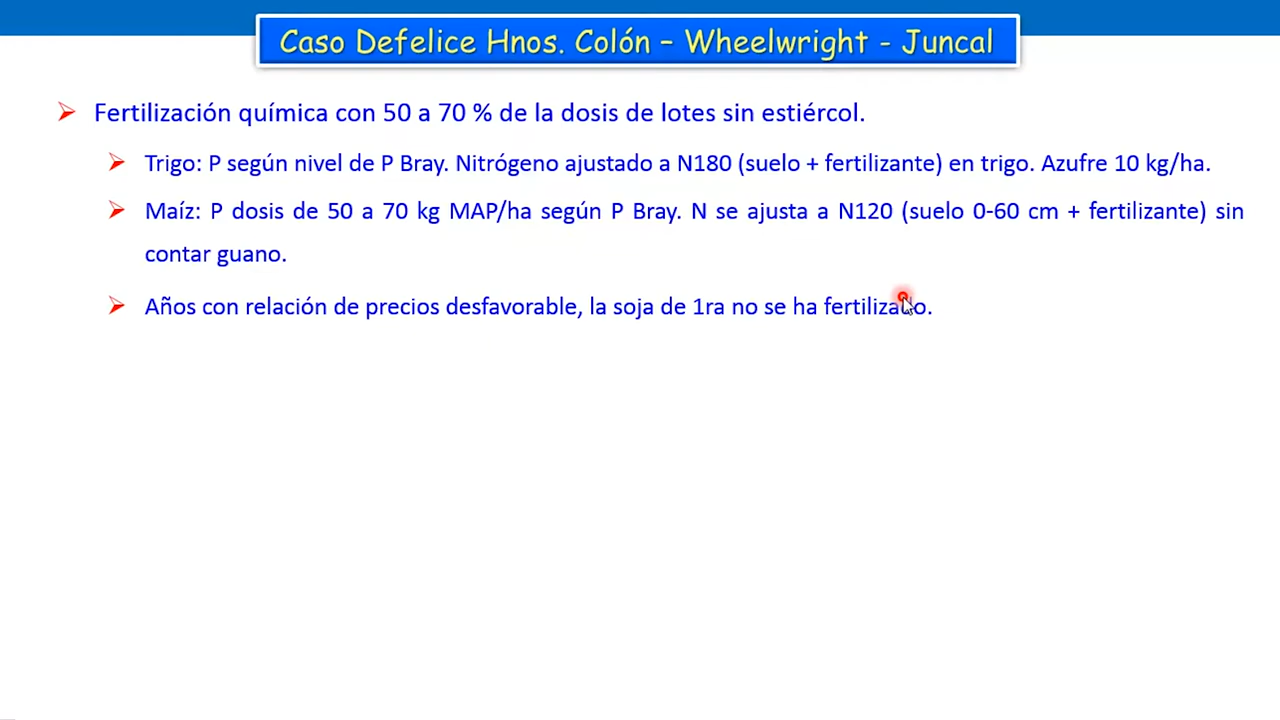 Caso Defelice Hnos. Colón – Wheelwright - Juncal
Fertilización química con 50 a 70 % de la dosis de lotes sin estiércol.
Trigo: P según nivel de P Bray. Nitrógeno ajustado a N180 (suelo + fertilizante) en trigo. Azufre 10 kg/ha.
Maíz: P dosis de 50 a 70 kg MAP/ha según P Bray. N se ajusta a N120 (suelo 0-60 cm + fertilizante) sin
contar guano.
Años con relación de precios desfavorable, la soja de 1ra no se ha fertilizado.